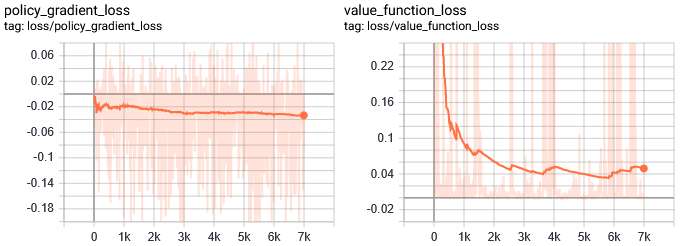 policy_gradient_loss
tag: loss/policy_gradient_loss
0.06
0.02
-0.02
-0.06
-0.1
-0.14
-0.18
0 1k 2k 3k 4k 5k 6k 7k
value_function_loss
tag: loss/value_function_loss
0.22
0.16
0.1
0.04
-0.02
0 1k 2k 3k 4k 5k 6k 7k